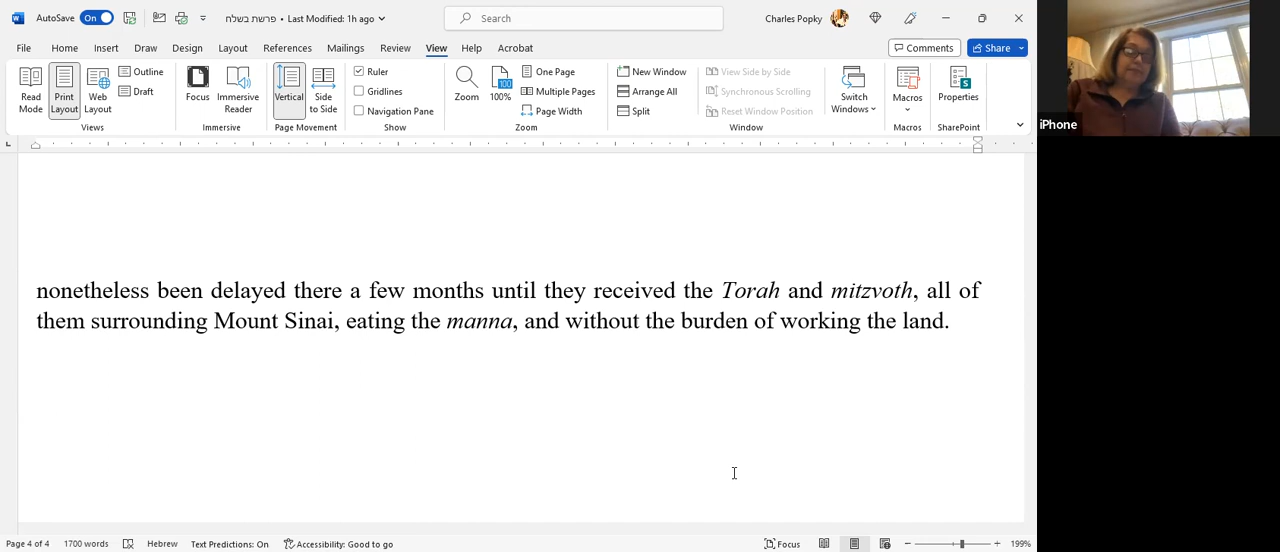 AutoSave On פרשת בשלח • Last Modified: 1h ago Search Charles Popky
File Home Insert Draw Design Layout References Mailings Review View Help Acrobat Comments Share
Read Mode
Print Layout
Web Layout
Outline
Draft
Views
Focus
Immersive Reader
Immersive
Vertical
Side to Side
Page Movement
Ruler
Gridlines
Navigation Pane
Show
Zoom
100
100%
One Page
Multiple Pages
Page Width
Zoom
New Window
Arrange All
Split
View Side by Side
Synchronous Scrolling
Reset Window Position
Switch Windows
Window
Macros
Macros
Properties
SharePoint
iPhone
nonetheless been delayed there a few months until they received the Torah and mitzvoth, all of
them surrounding Mount Sinai, eating the manna, and without the burden of working the land.
Page 4 of 4 1700 words Hebrew Text Predictions: On Accessibility: Good to go Focus 199%